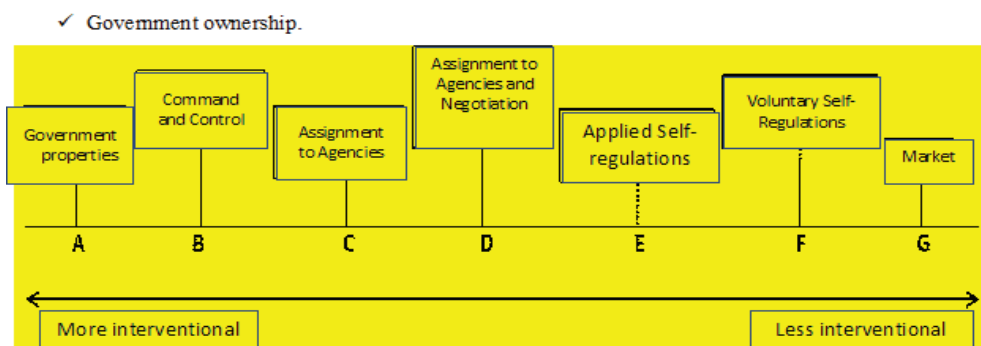 ✓ Government ownership.
Government
properties
Command
and Control
Assignment
to Agencies
Assignment to
Agencies and
Negotiation
Applied Self-
regulations
Voluntary Self-
Regulations
Market
A B C D E F G
More interventional Less interventional